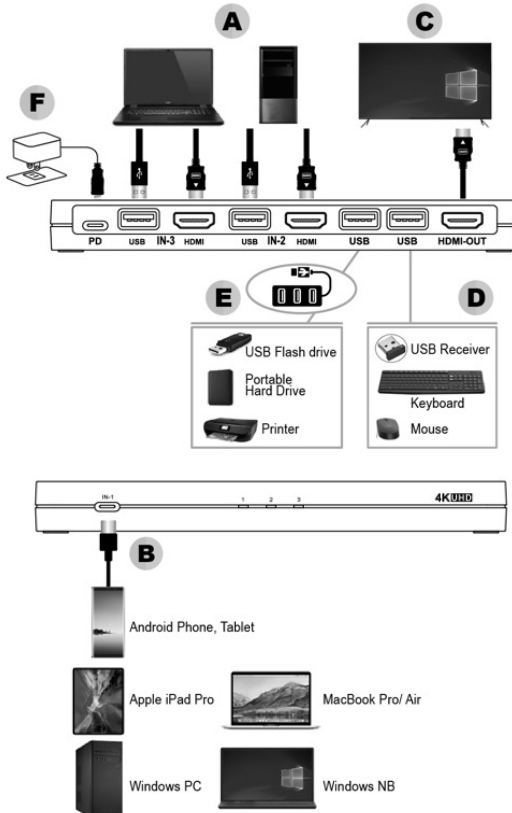 A
C
F
PD
USB
IN-3
HDMI
USB
IN-2
HDMI
USB
USB
HDMI-OUT
E
D
USB Flash drive
Portable
Hard Drive
Printer
USB Receiver
Keyboard
Mouse
IN-1
1
2
3
4K UHD
B
Android Phone, Tablet
Apple iPad Pro
MacBook Pro/ Air
Windows PC
Windows NB